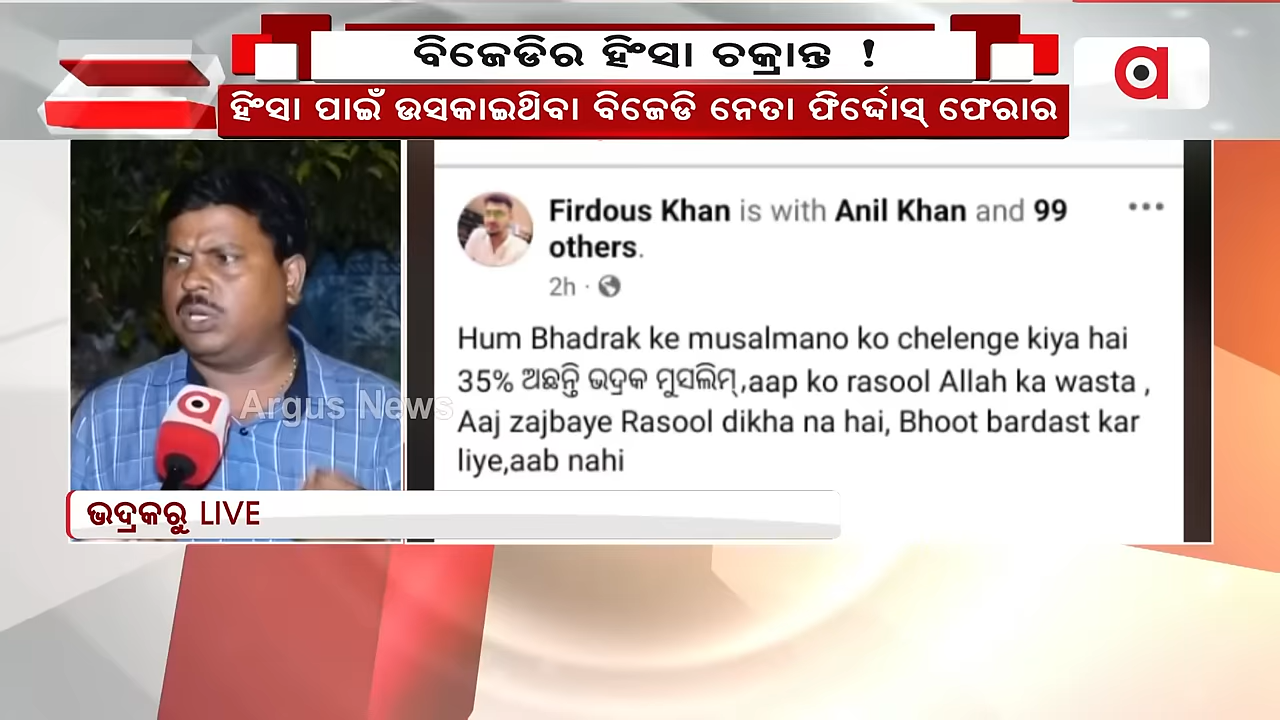 ବିଜେଡିର ହିଂସା ଚକ୍ରାନ୍ତ !
ହିଂସା ପାଇଁ ଉସକାଇଥିବା ବିଜେଡି ନେତା ଫିର୍ଦ୍ଦୋସ୍ ଫେରାର
a
Firdous Khan is with Anil Khan and 99
others.
2h ·
Hum Bhadrak ke musalmano ko chelenge kiya hai
35% ଅଛନ୍ତି ଭଦ୍ରକ ମୁସଲିମ୍,aap ko rasool Allah ka wasta ,
Aaj zajbaye Rasool dikha na hai, Bhoot bardast kar
liye,aab nahi
a
Argus News
ଭଦ୍ରକରୁ LIVE